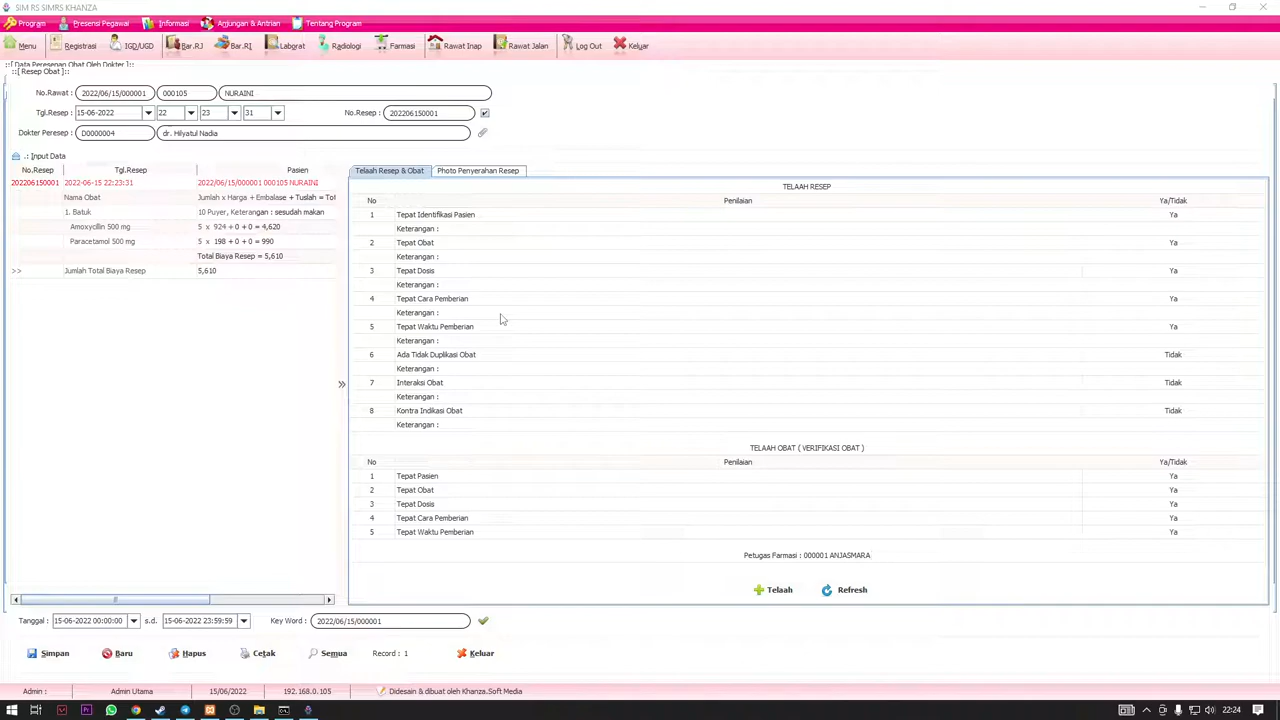 SIM RS SIMRS KHANZA
Program Presensi Pegawai Informasi Anjungan & Antrian Tentang Program
Menu Registrasi IGD/UGD Bar.RJ Bar.RI Laborat Radiologi Farmasi Rawat Inap Rawat Jalan Log Out Keluar
::[ Data Peresepan Obat Oleh Dokter ]::
::[ Resep Obat ]::
No.Rawat : 2022/06/15/000001 000105 NURAINI
Tgl.Resep : 15-06-2022 22 23 31 No.Resep : 202206150001
Dokter Peresep : D0000004 dr. Hilyatul Nadia
.: Input Data
No.Resep Tgl.Resep Pasien
202206150001 2022-06-15 22:23:31 2022/06/15/000001 000105 NURAINI
Nama Obat Jumlah x Harga + Embalase + Tuslah = Tot
1. Batuk 10 Puyer, Keterangan : sesudah makan
Amoxycillin 500 mg 5 x 924 + 0 + 0 = 4,620
Paracetamol 500 mg 5 x 198 + 0 + 0 = 990
Total Biaya Resep = 5,610
>> Jumlah Total Biaya Resep 5,610
Telaah Resep & Obat Photo Penyerahan Resep
TELAAH RESEP
No Penilaian Ya/Tidak
1 Tepat Identifikasi Pasien Ya
Keterangan :
2 Tepat Obat Ya
Keterangan :
3 Tepat Dosis Ya
Keterangan :
4 Tepat Cara Pemberian Ya
Keterangan :
5 Tepat Waktu Pemberian Ya
Keterangan :
6 Ada Tidak Duplikasi Obat Tidak
Keterangan :
7 Interaksi Obat Tidak
Keterangan :
8 Kontra Indikasi Obat Tidak
Keterangan :
TELAAH OBAT ( VERIFIKASI OBAT )
No Penilaian Ya/Tidak
1 Tepat Pasien Ya
2 Tepat Obat Ya
3 Tepat Dosis Ya
4 Tepat Cara Pemberian Ya
5 Tepat Waktu Pemberian Ya
Petugas Farmasi : 000001 ANJASMARA
Telaah Refresh
Tanggal : 15-06-2022 00:00:00 s.d. 15-06-2022 23:59:59 Key Word : 2022/06/15/000001
Simpan Baru Hapus Cetak Semua Record : 1 Keluar
Admin : Admin Utama 15/06/2022 192.168.0.105 Didesain & dibuat oleh Khanza.Soft Media
22:24